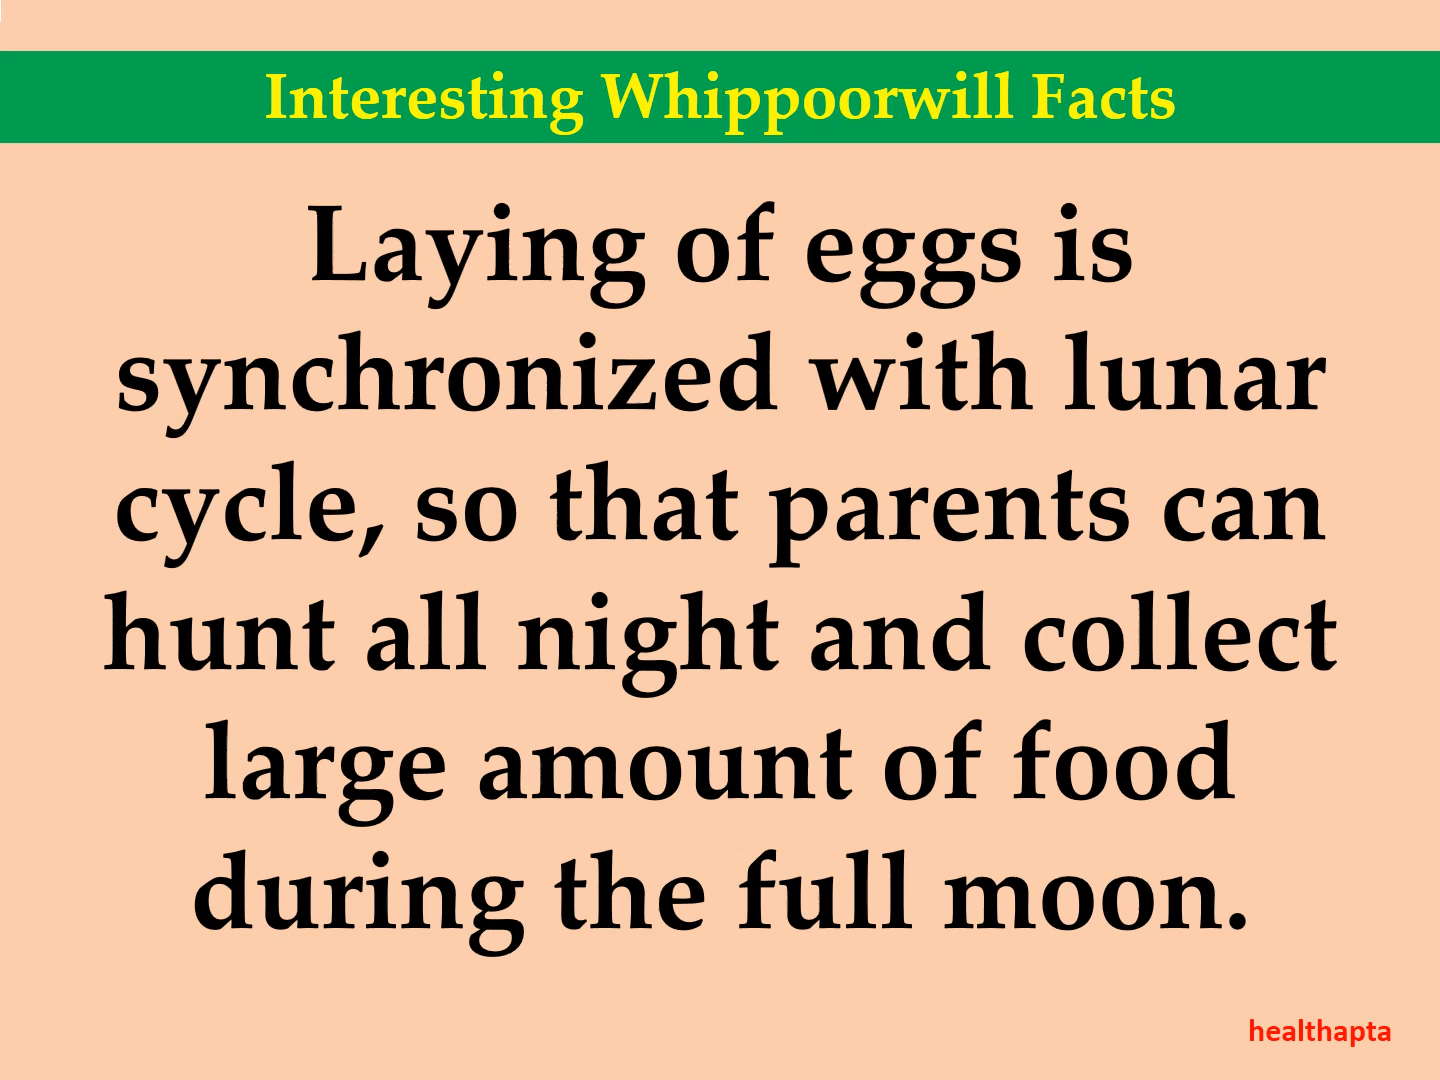 Interesting Whippoorwill Facts
Laying of eggs is
synchronized with lunar
cycle, so that parents can
hunt all night and collect
large amount of food
during the full moon.
healthapta